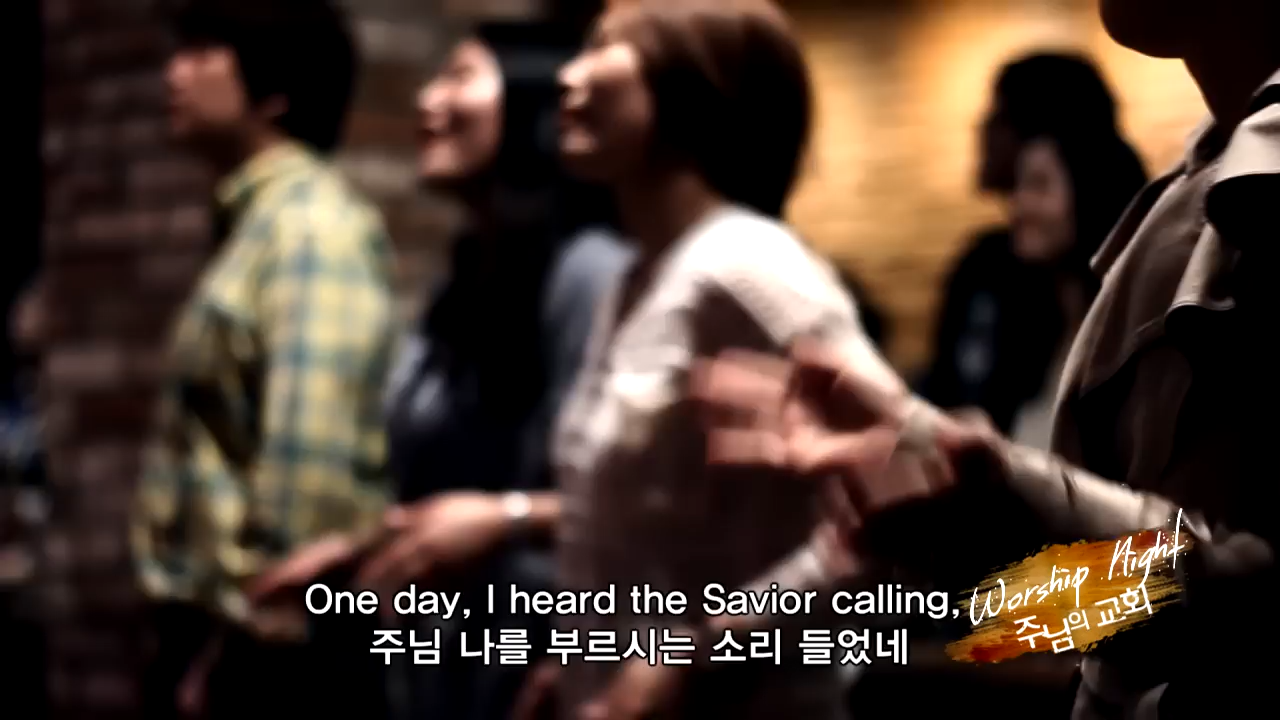 One day, I heard the Savior calling,
주님 나를 부르시는 소리 들었네
Worship Night
주님의 교회